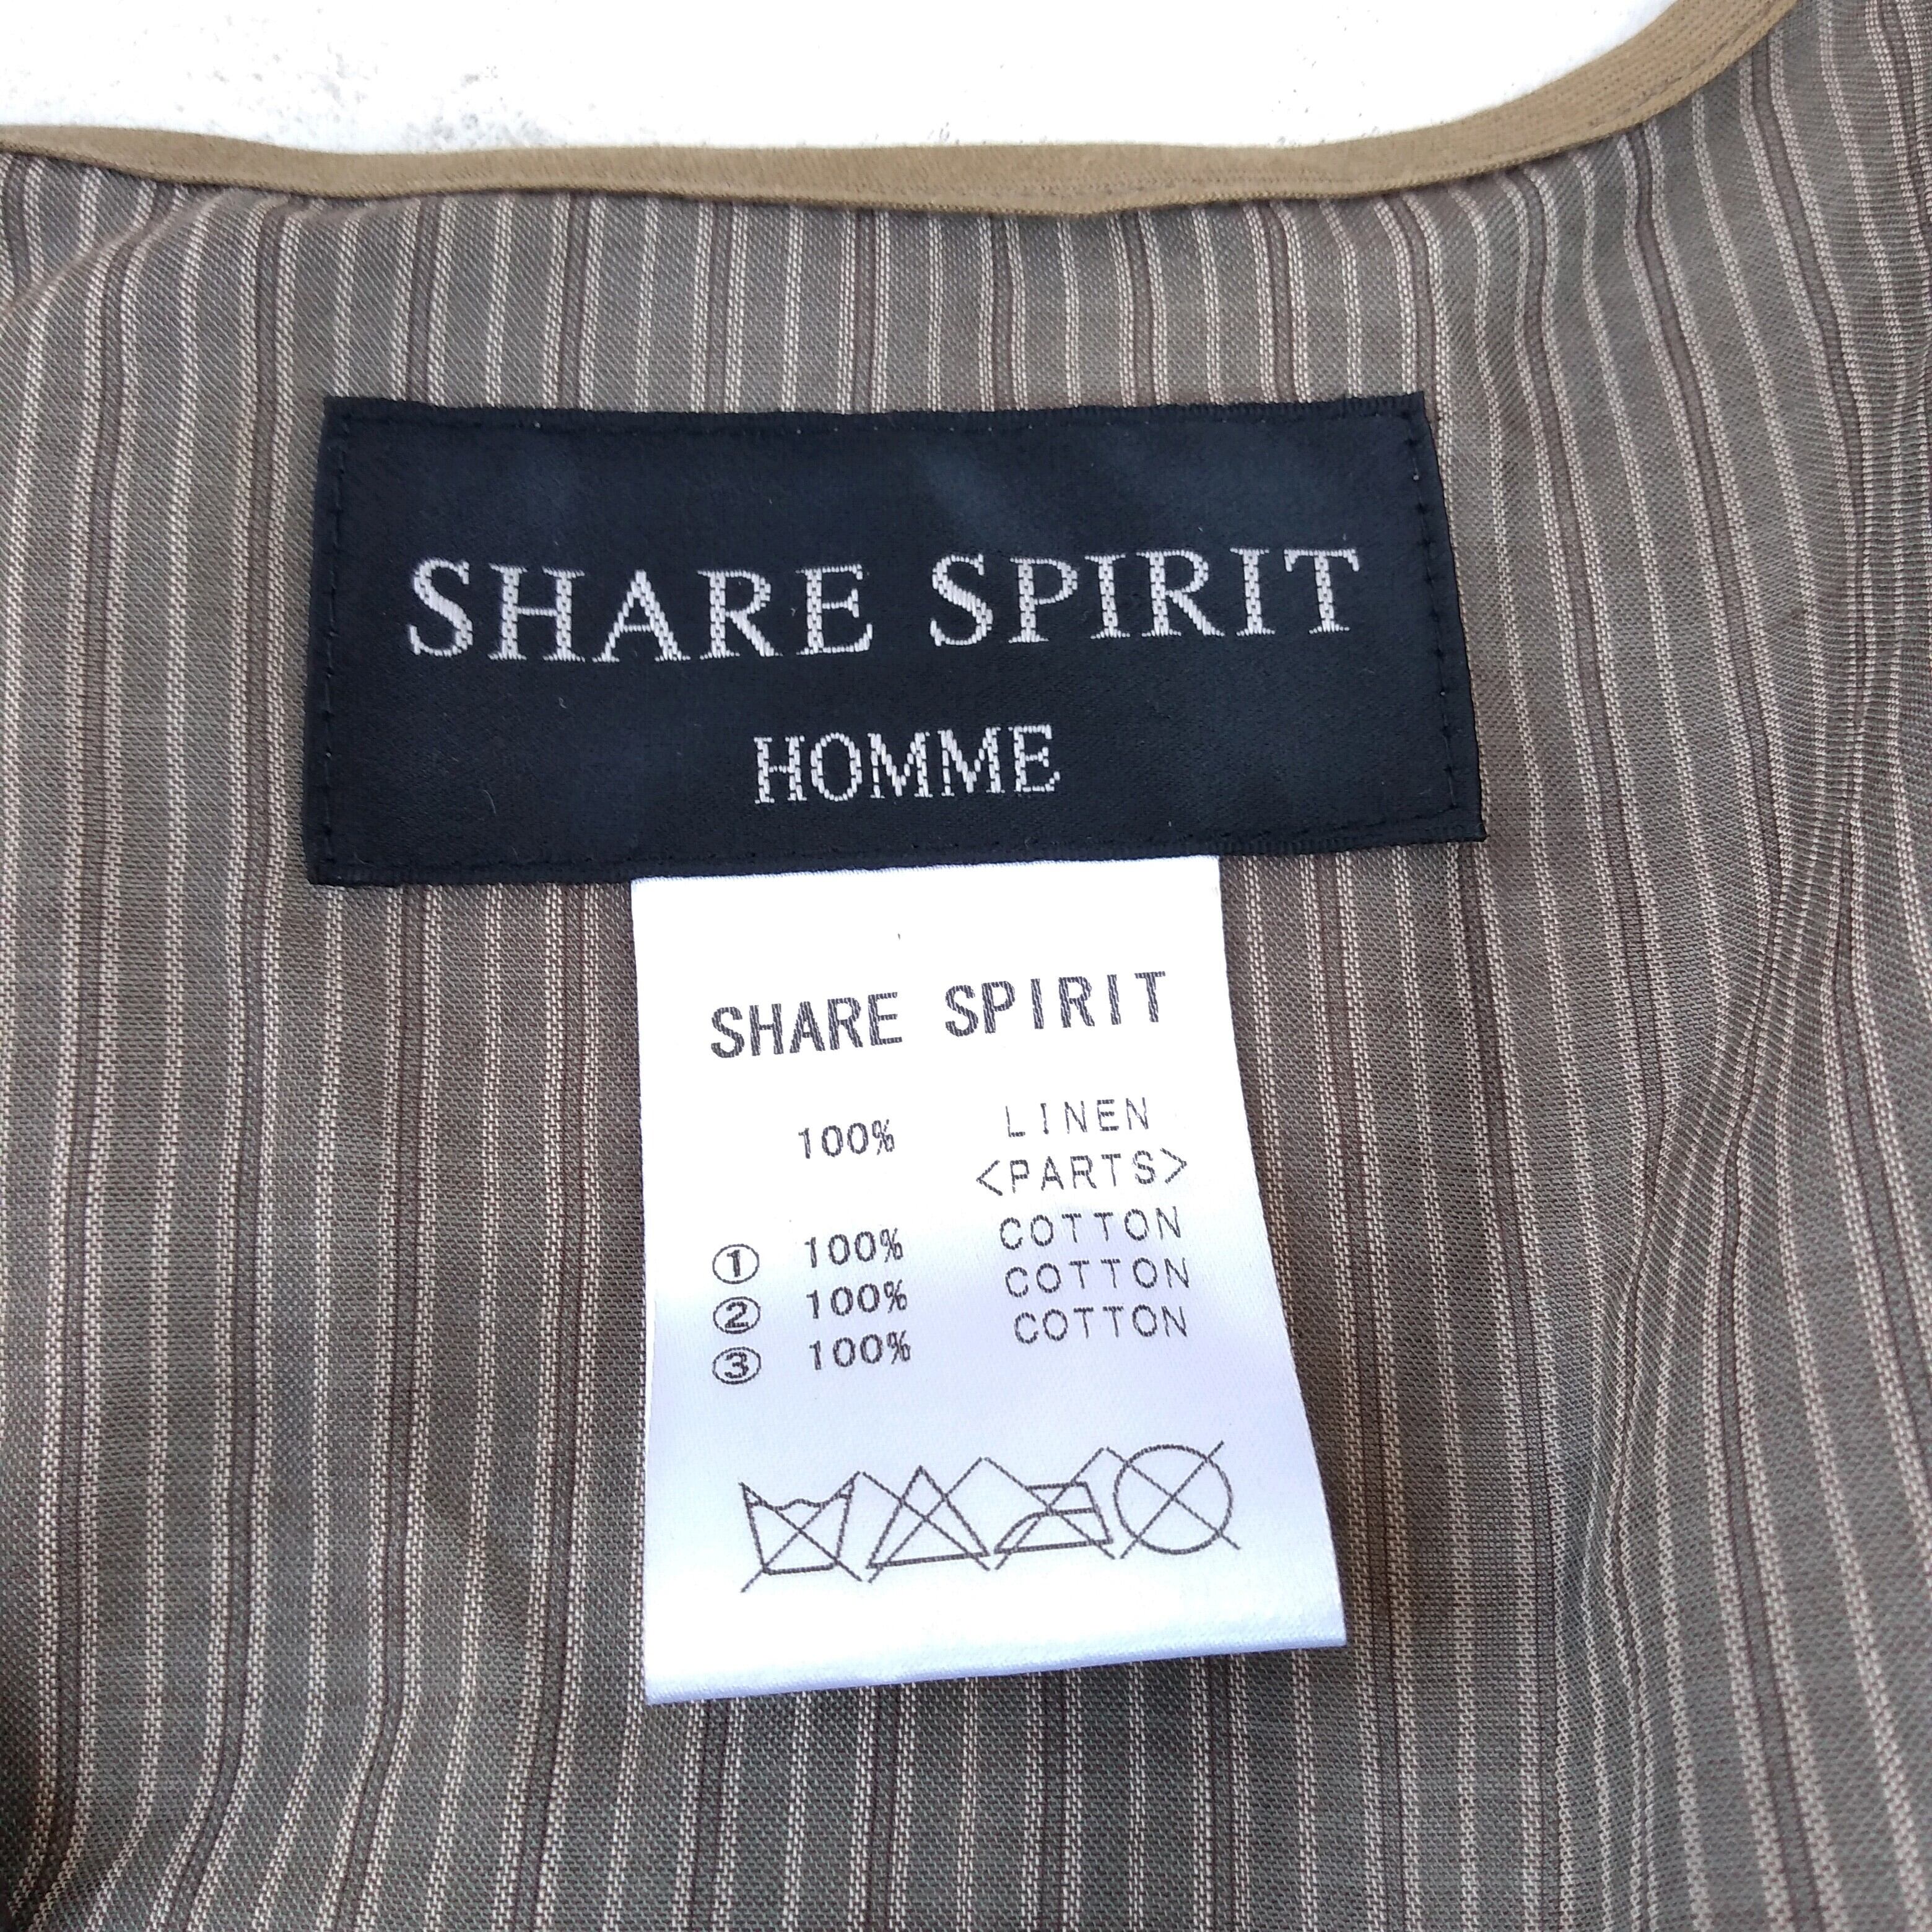 SHARE SPIRIT
HOMME
SHARE SPIRIT
100% LINEN
<PARTS>
① 100% COTTON
② 100% COTTON
③ 100% COTTON